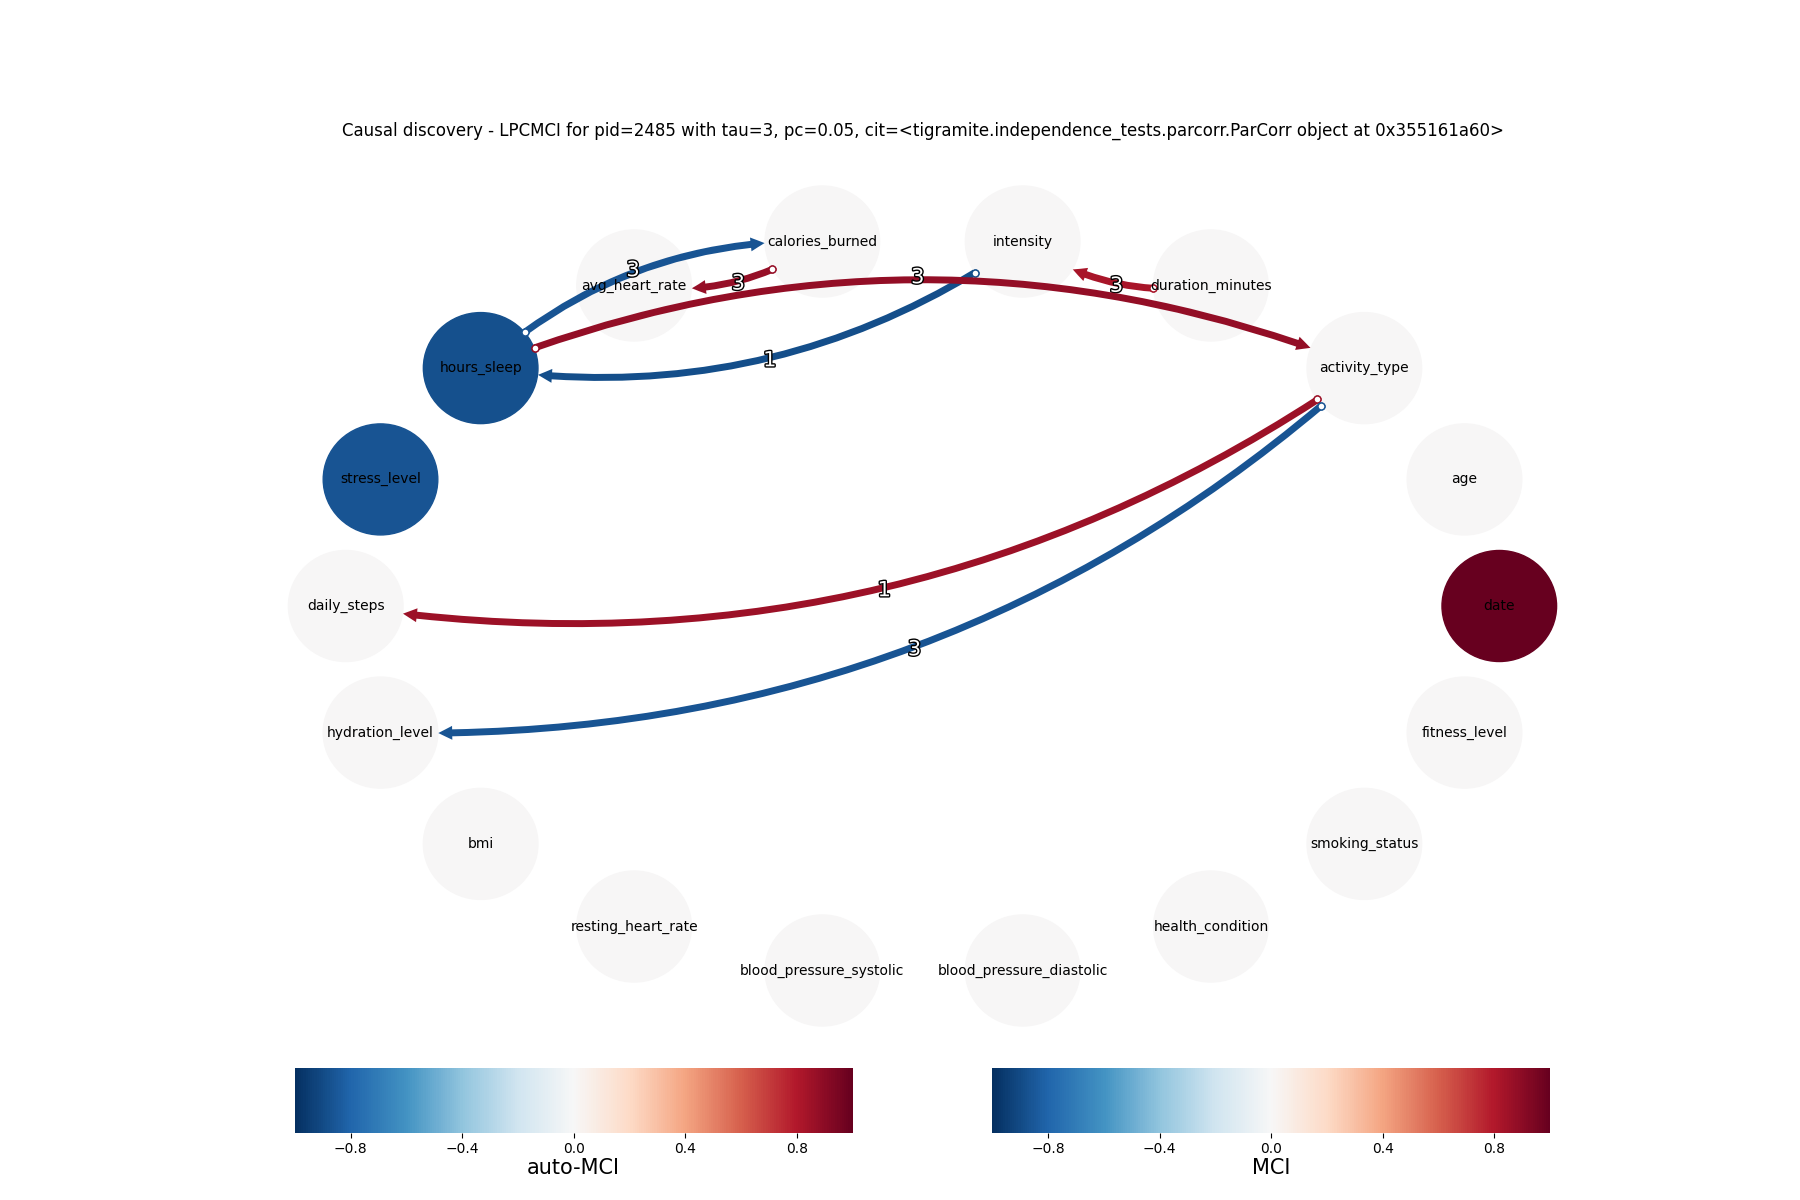 Causal discovery - LPCMCI for pid=2485 with tau=3, pc=0.05, cit=<tigramite.independence_tests.parcorr.ParCorr object at 0x355161a60>
calories_burned
intensity
3
3
3
3
avg_heart_rate
duration_minutes
1
hours_sleep
activity_type
stress_level
age
1
daily_steps
date
3
hydration_level
fitness_level
bmi
smoking_status
resting_heart_rate
health_condition
blood_pressure_systolic
blood_pressure_diastolic
−0.8 −0.4 0.0 0.4 0.8
auto-MCI
−0.8 −0.4 0.0 0.4 0.8
MCI